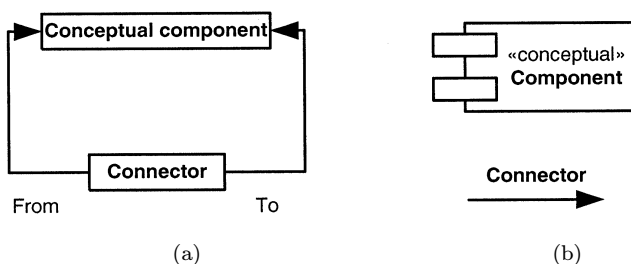 Conceptual component
Connector
From
To
(a)
«conceptual»
Component
Connector
(b)